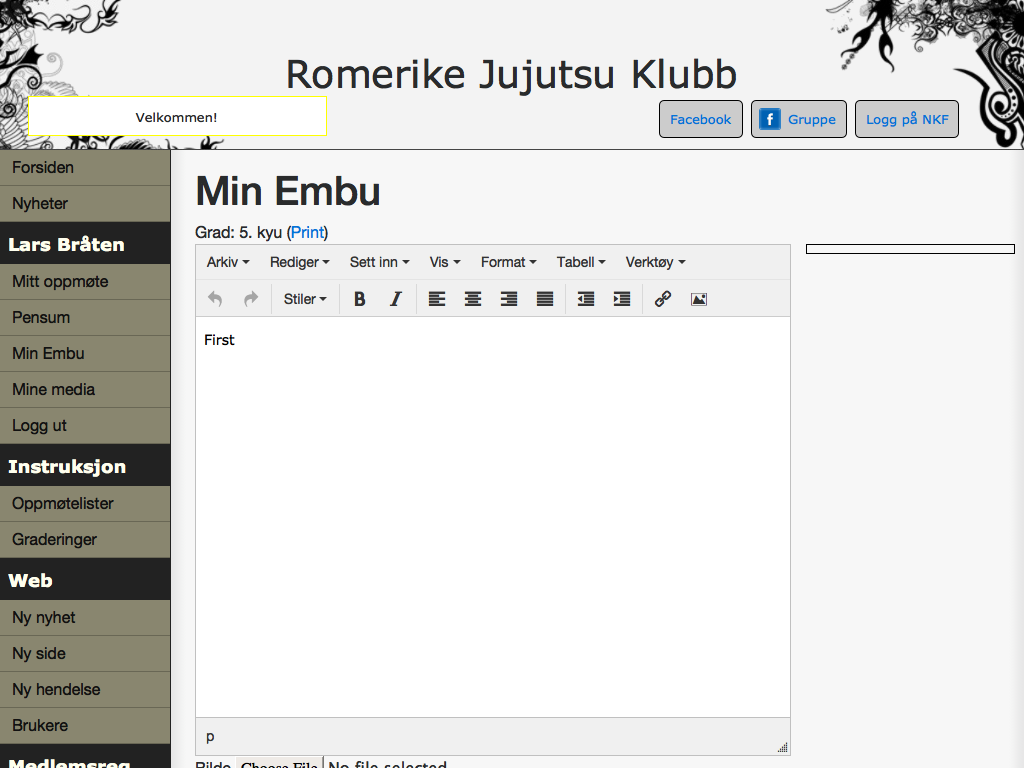 Romerike Jujutsu Klubb
Velkommen!
Facebook
Gruppe
Logg på NKF
Forsiden
Nyheter
Lars Bråten
Mitt oppmøte
Pensum
Min Embu
Mine media
Logg ut
Instruksjon
Oppmøtelister
Graderinger
Web
Ny nyhet
Ny side
Ny hendelse
Brukere
Medlemsreg
Min Embu
Grad: 5. kyu (Print)
Arkiv Rediger Sett inn Vis Format Tabell Verktøy
Stiler B I
First
p
Bilde Choose File No file selected